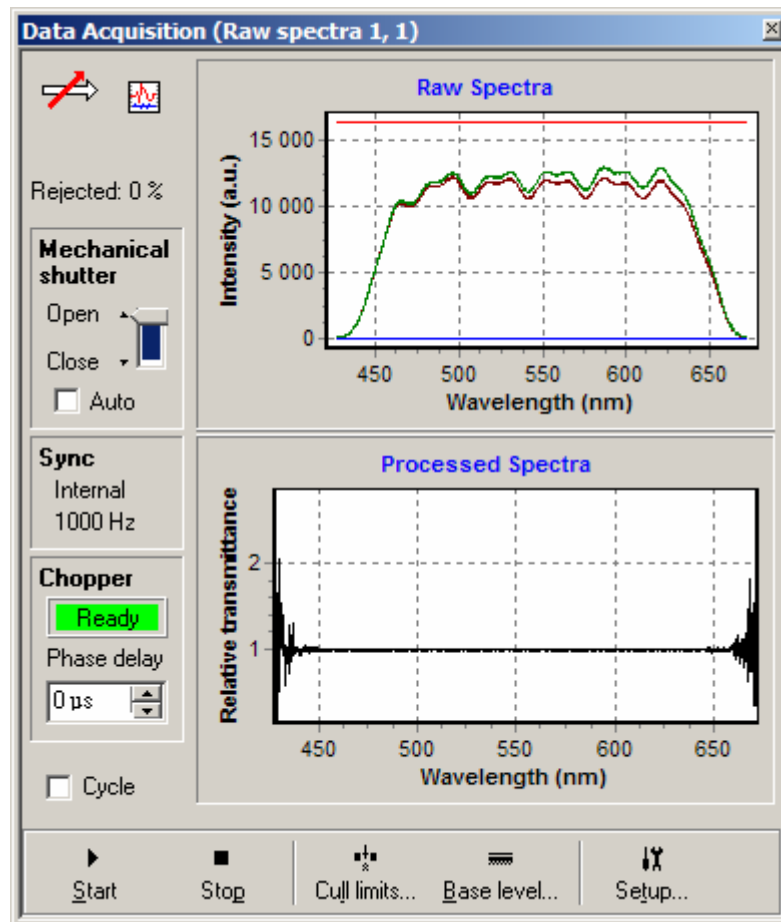 Data Acquisition (Raw spectra 1, 1)
Rejected: 0 %
Mechanical
shutter
Open
Close
Auto
Sync
Internal
1000 Hz
Chopper
Ready
Phase delay
0 µs
Cycle
Raw Spectra
Intensity (a.u.)
15 000
10 000
5 000
0
450 500 550 600 650
Wavelength (nm)
Processed Spectra
Relative transmittance
2
1
450 500 550 600 650
Wavelength (nm)
Start Stop Cull limits... Base level... Setup...